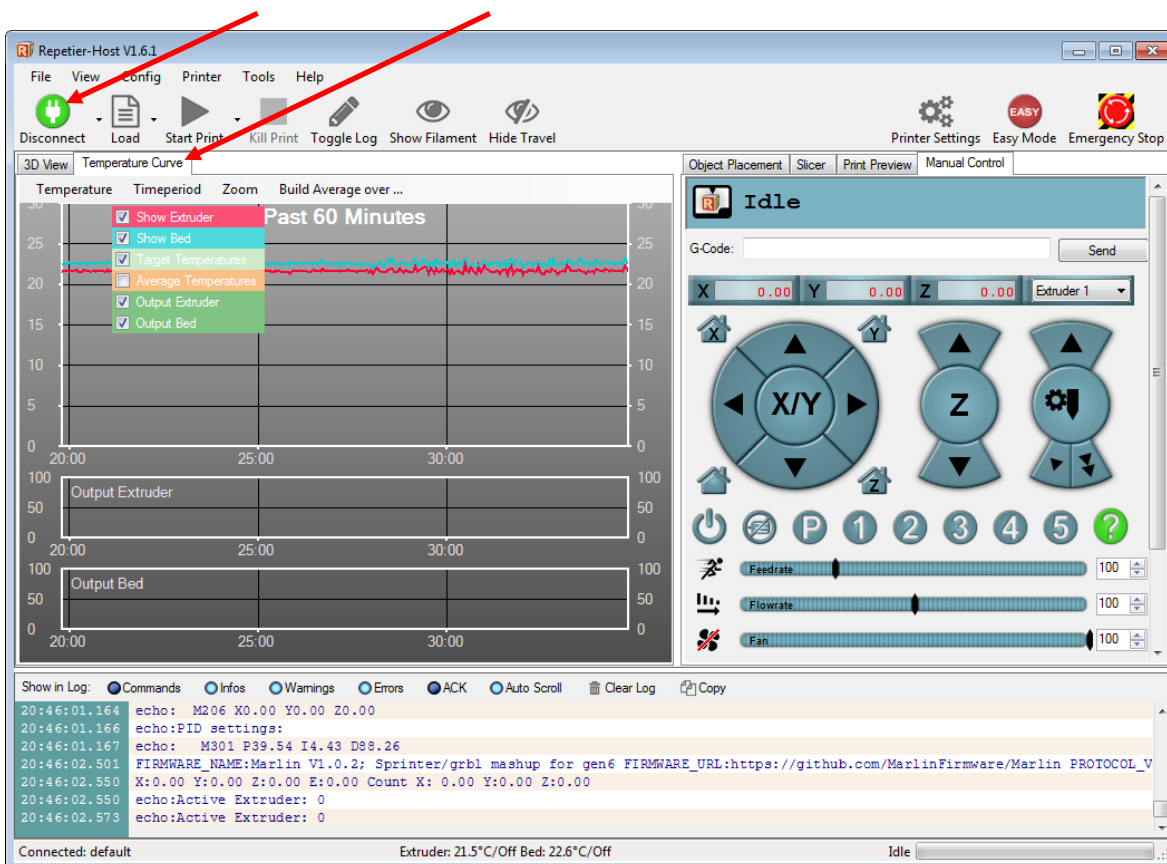 Repetier-Host V1.6.1
File View Config Printer Tools Help
Disconnect Load Start Print Kill Print Toggle Log Show Filament Hide Travel Printer Settings EASY Easy Mode Emergency Stop
3D View Temperature Curve
Temperature Timeperiod Zoom Build Average over ...
Past 60 Minutes
Show Extruder
Show Bed
Target Temperatures
Average Temperatures
Output Extruder
Output Bed
30 30
25 25
20 20
15 15
10 10
5 5
0 0
20:00 25:00 30:00
100 100
Output Extruder
50 50
0 0
20:00 25:00 30:00
100 100
Output Bed
50 50
0 0
20:00 25:00 30:00
Object Placement Slicer Print Preview Manual Control
R Idle
G-Code: Send
X 0.00 Y 0.00 Z 0.00 Extruder 1
X Y
X/Y Z
Z
P 1 2 3 4 5 ?
Feedrate 100
Flowrate 100
Fan 100
Show in Log: Commands Infos Warnings Errors ACK Auto Scroll Clear Log Copy
20:46:01.164 echo: M206 X0.00 Y0.00 Z0.00
20:46:01.166 echo:PID settings:
20:46:01.167 echo: M301 P39.54 I4.43 D88.26
20:46:02.501 FIRMWARE_NAME:Marlin V1.0.2; Sprinter/grbl mashup for gen6 FIRMWARE_URL:https://github.com/MarlinFirmware/Marlin PROTOCOL_V
20:46:02.550 X:0.00 Y:0.00 Z:0.00 E:0.00 Count X: 0.00 Y:0.00 Z:0.00
20:46:02.550 echo:Active Extruder: 0
20:46:02.573 echo:Active Extruder: 0
Connected: default Extruder: 21.5°C/Off Bed: 22.6°C/Off Idle